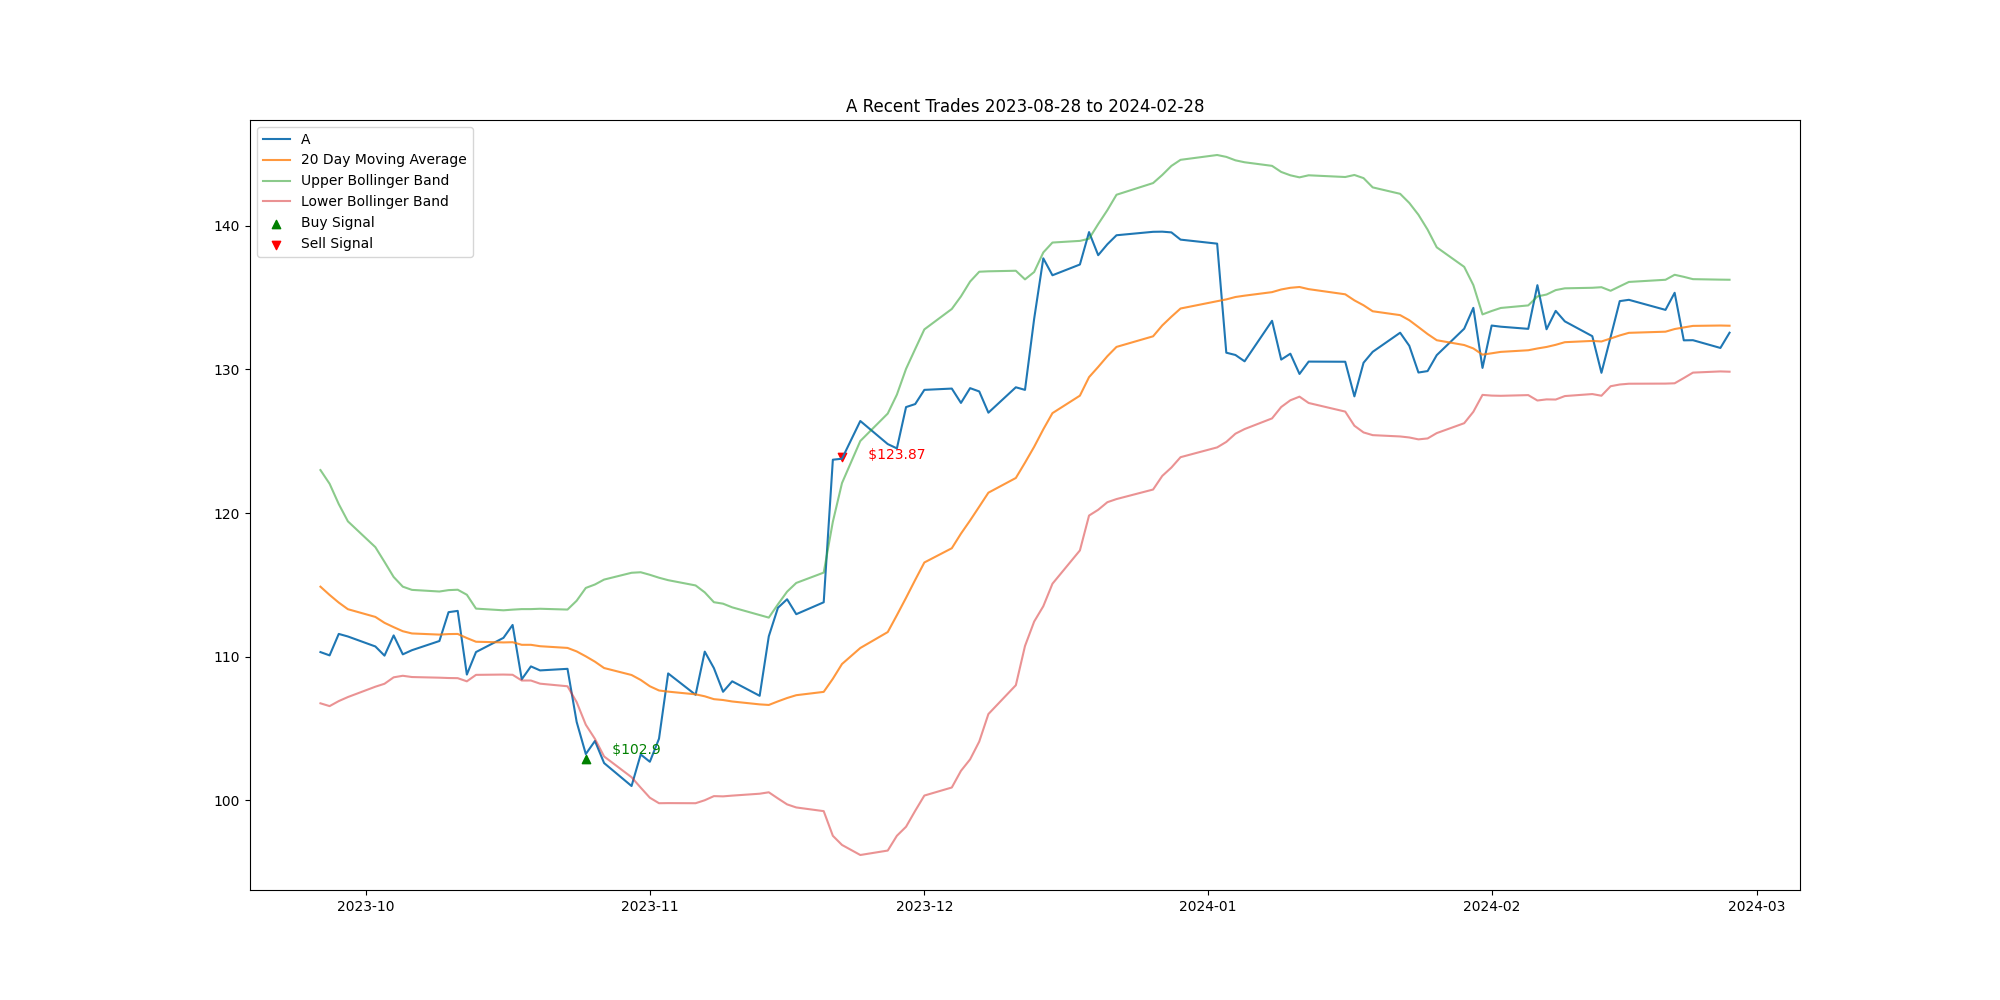 A Recent Trades 2023-08-28 to 2024-02-28
A
20 Day Moving Average
Upper Bollinger Band
Lower Bollinger Band
Buy Signal
Sell Signal
140
130
120
110
100
$123.87
$102.9
2023-10
2023-11
2023-12
2024-01
2024-02
2024-03